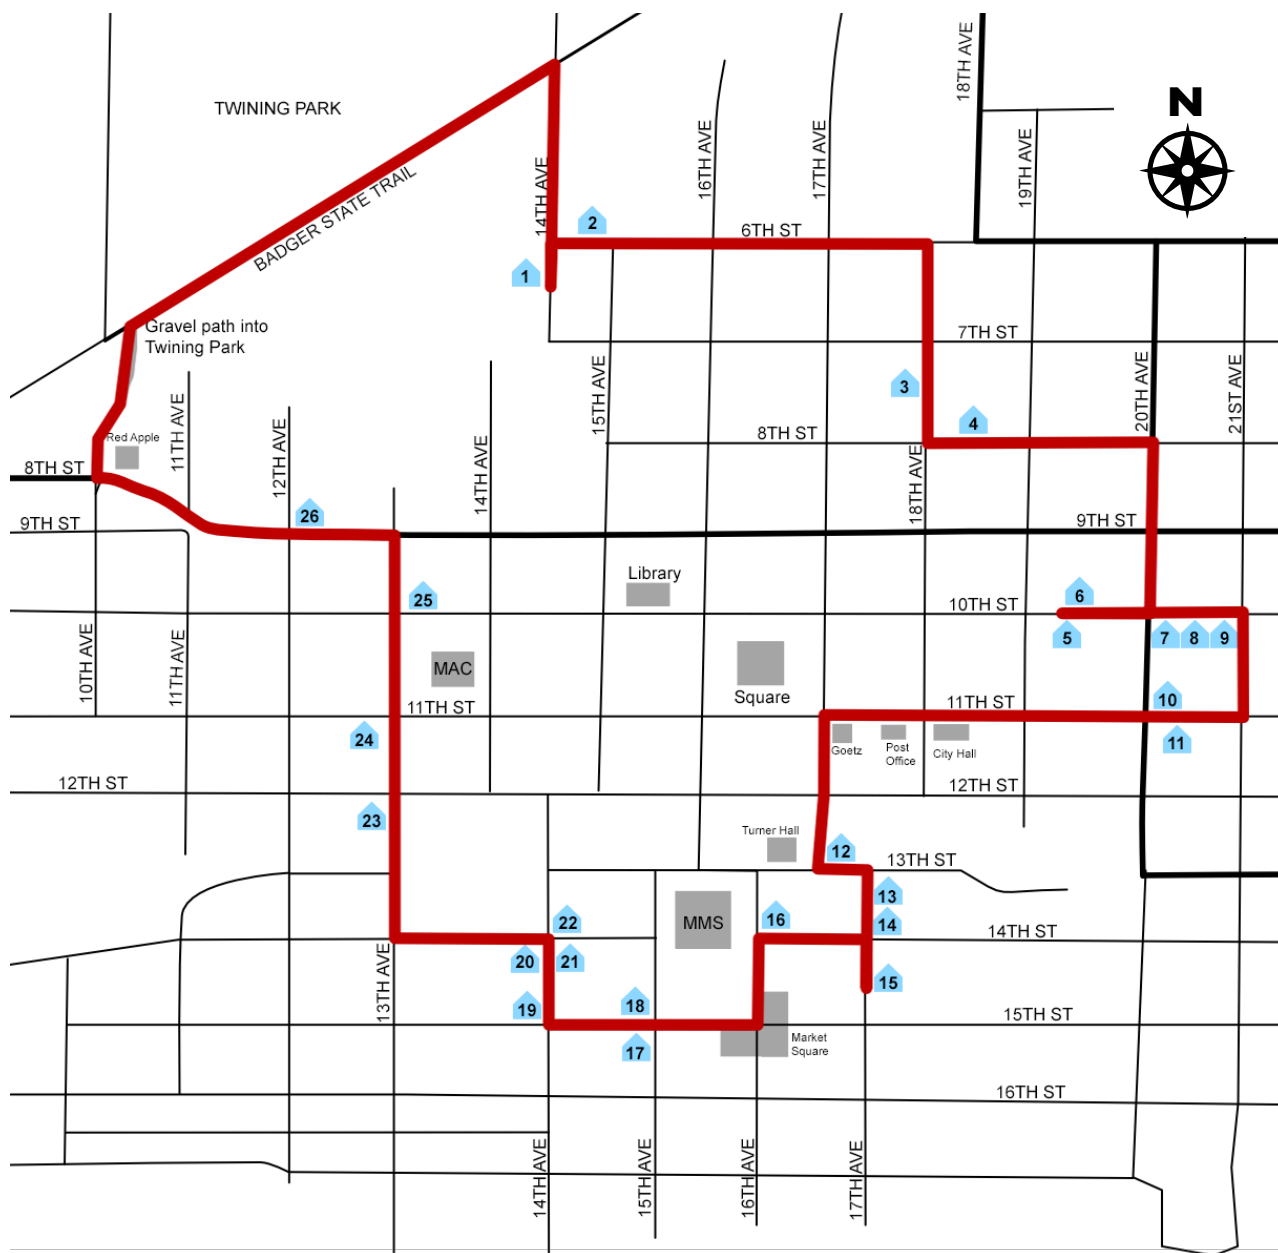 18TH AVE
N
TWINING PARK
16TH AVE
17TH AVE
19TH AVE
14TH AVE
BADGER STATE TRAIL
2
6TH ST
1
Gravel path into
Twining Park
7TH ST
15TH AVE
20TH AVE
21ST AVE
3
4
11TH AVE
Red Apple
8TH ST
8TH ST
12TH AVE
14TH AVE
18TH AVE
9TH ST
26
9TH ST
Library
25
10TH ST
6
5
7
8
9
10TH AVE
11TH AVE
MAC
Square
11TH ST
11TH ST
10
24
Goetz
Post
Office
City Hall
11
12TH ST
12TH ST
23
Turner Hall
12
13TH ST
13
MMS
22
16
14
14TH ST
20
21
13TH AVE
15
19
18
15TH ST
17
Market
Square
16TH ST
14TH AVE
15TH AVE
16TH AVE
17TH AVE